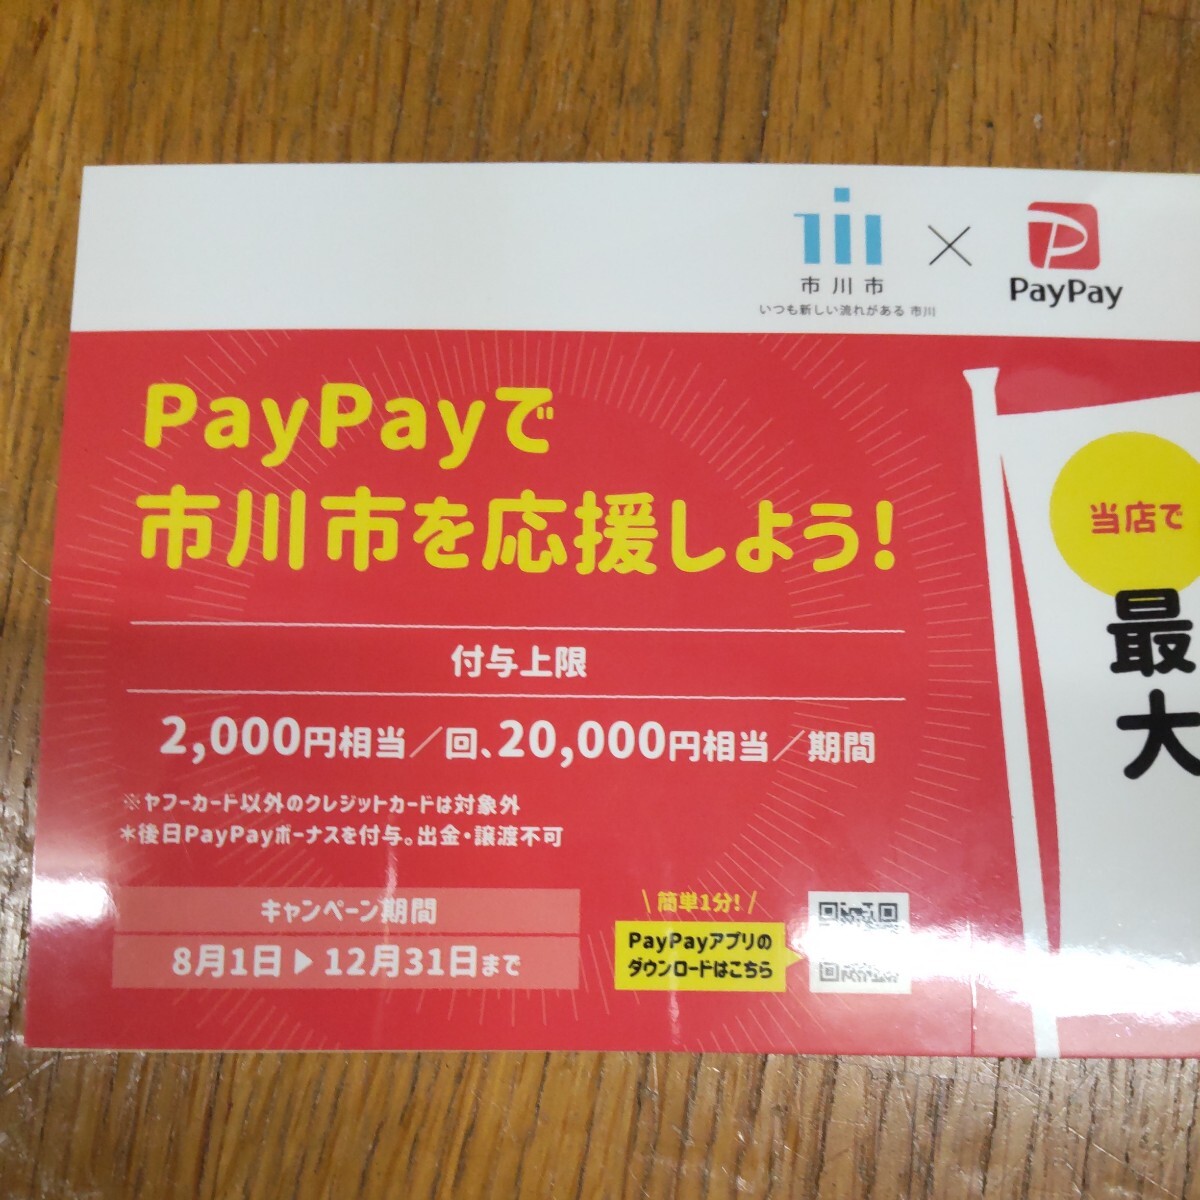 市川市
いつも新しい流れがある 市川
PayPay
PayPayで
市川市を応援しよう!
付与上限
2,000円相当/回、20,000円相当/期間
※ヤフーカード以外のクレジットカードは対象外
*後日PayPayボーナスを付与。出金・譲渡不可
キャンペーン期間
8月1日▶12月31日まで
\簡単1分!/
PayPayアプリの
ダウンロードはこちら
当店で
最
大